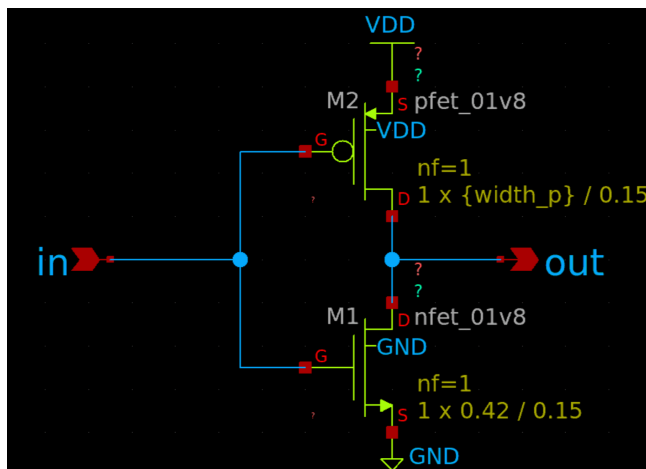 VDD
?
?
M2
S
pfet_01v8
G
VDD
nf=1
?
D
1 x {width_p} / 0.15
in
out
?
?
M1
D
nfet_01v8
G
GND
nf=1
?
S
1 x 0.42 / 0.15
GND